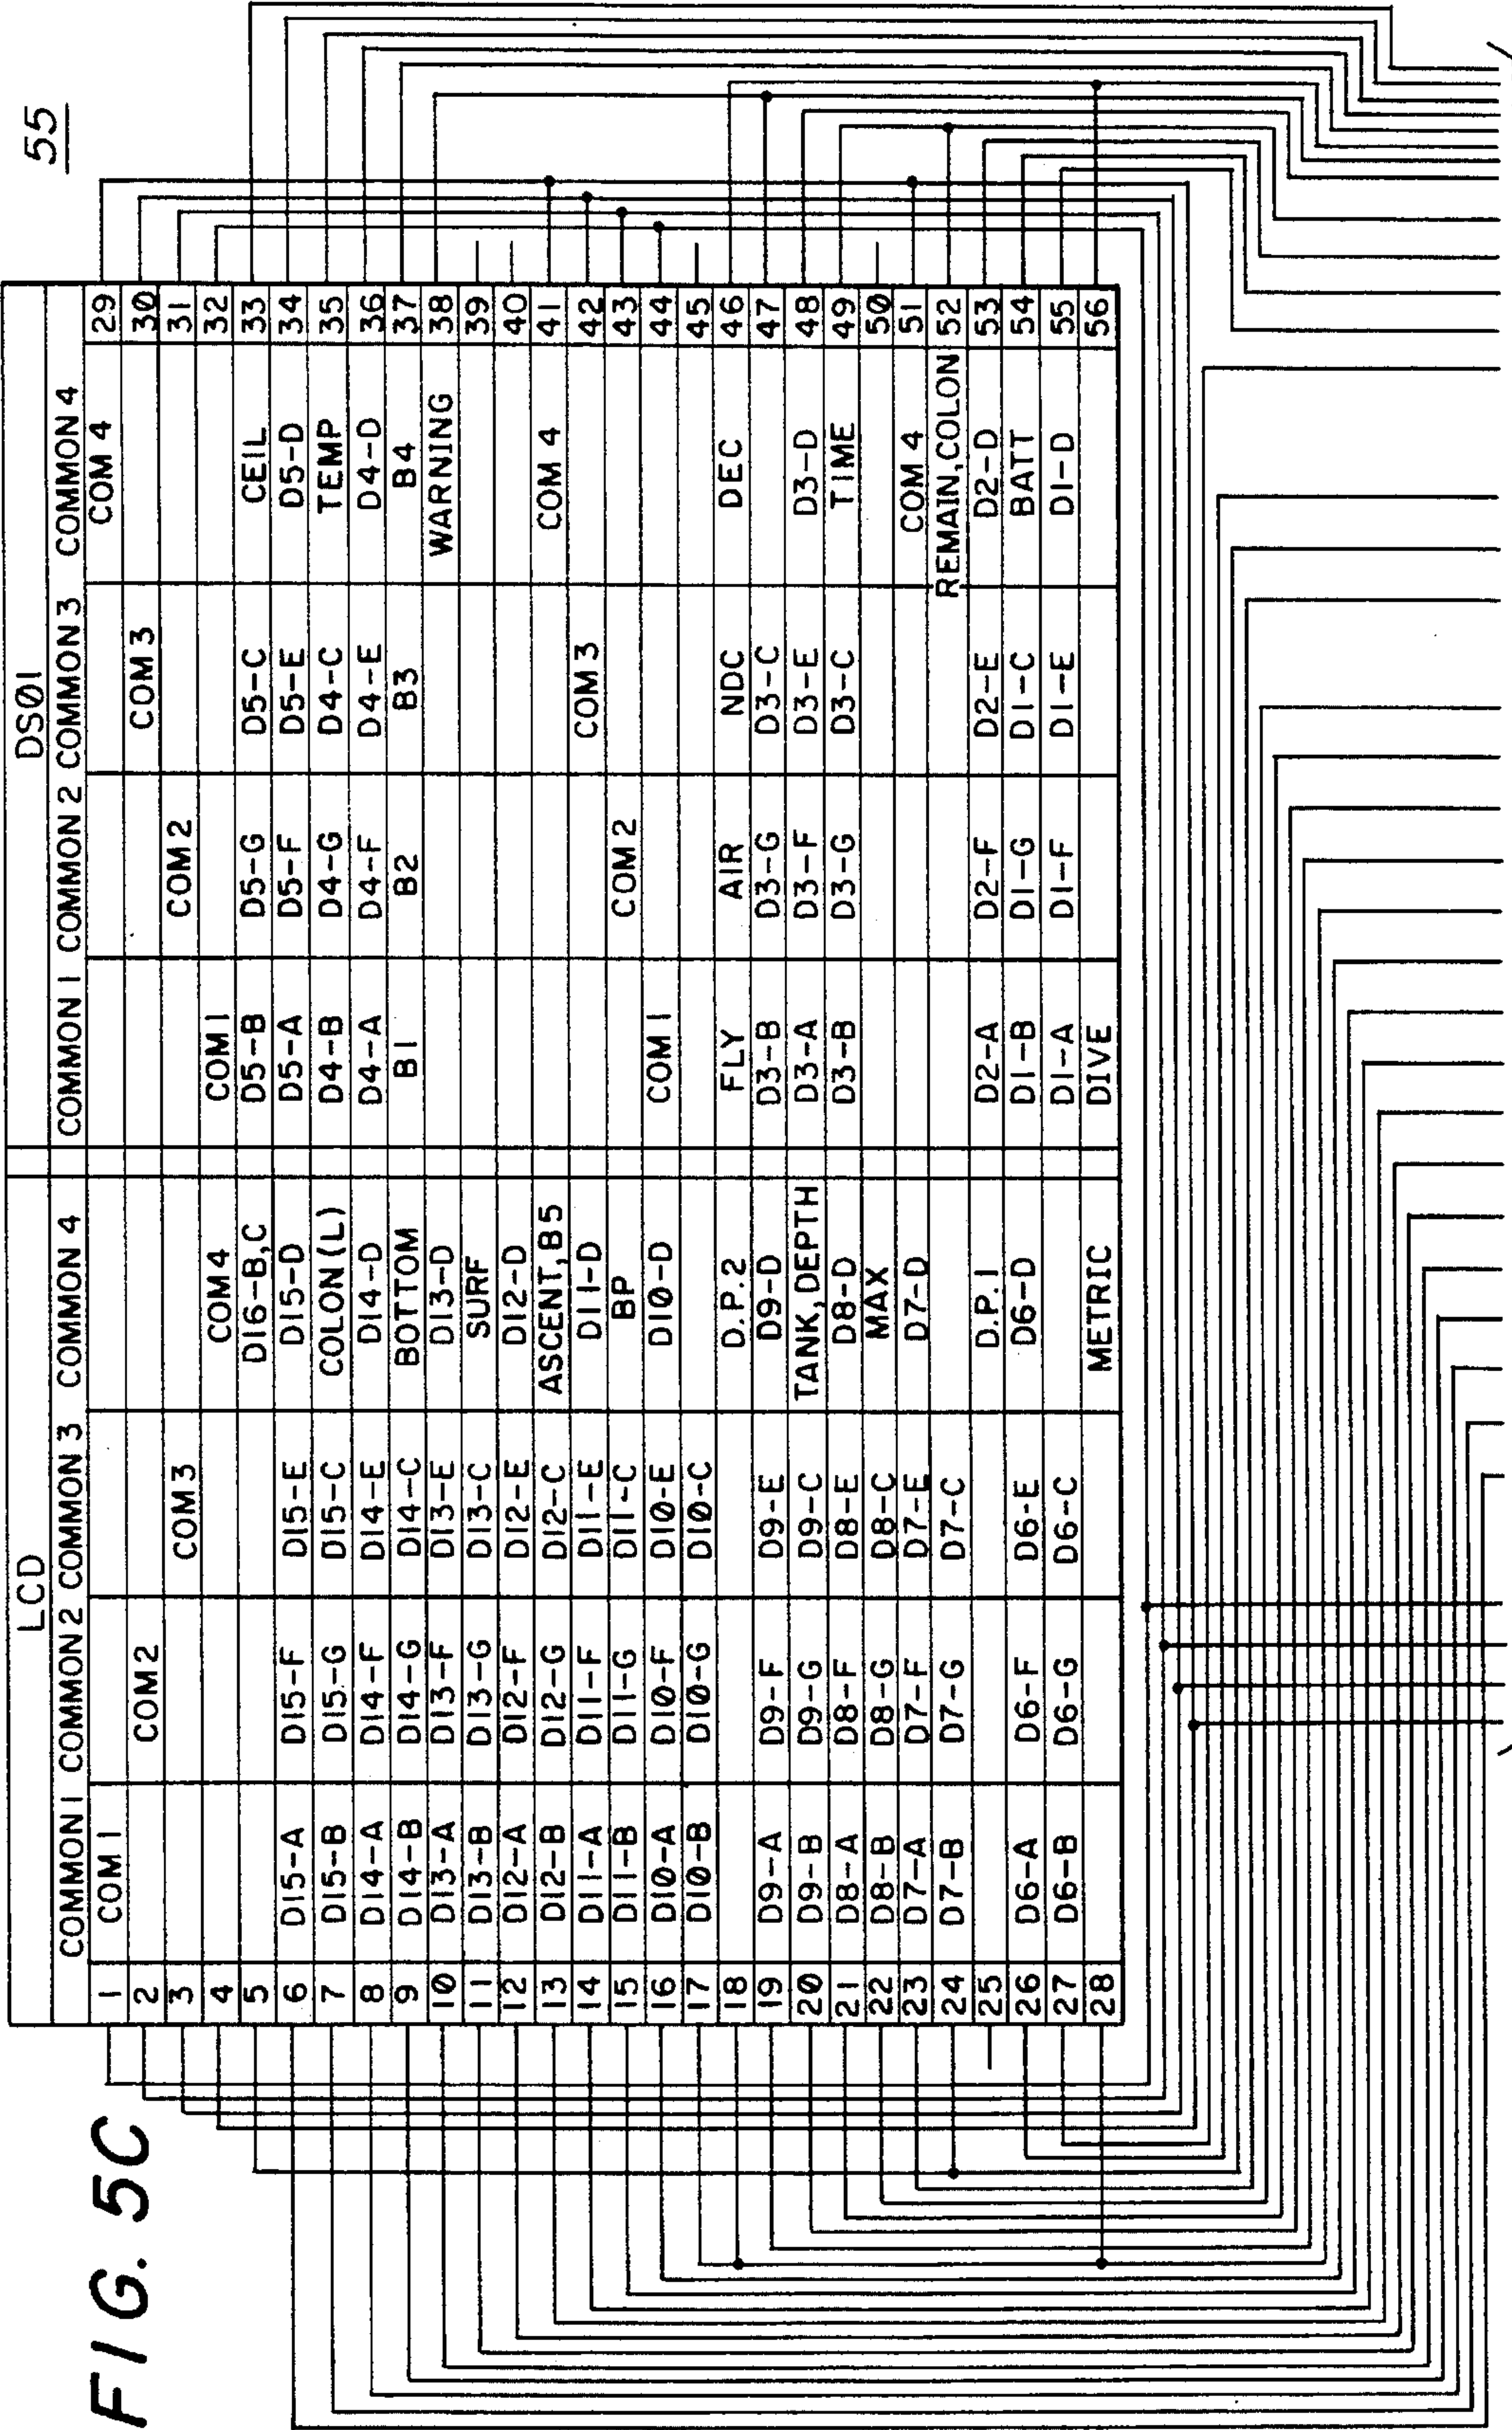 FIG. 5C
55
LCD DS01
COMMON 1 COMMON 2 COMMON 3 COMMON 4 COMMON 1 COMMON 2 COMMON 3 COMMON 4
1 COM 1 COM 4 29
2 COM 2 COM 3 30
3 COM 3 COM 2 31
4 COM 4 COM 1 32
5 D16-B,C D5-B D5-G D5-C CEIL 33
6 D15-A D15-F D15-E D15-D D5-A D5-F D5-E D5-D 34
7 D15-B D15-G D15-C COLON(L) D4-B D4-G D4-C TEMP 35
8 D14-A D14-F D14-E D14-D D4-A D4-F D4-E D4-D 36
9 D14-B D14-G D14-C BOTTOM B1 B2 B3 B4 37
10 D13-A D13-F D13-E D13-D WARNING 38
11 D13-B D13-G D13-C SURF 39
12 D12-A D12-F D12-E D12-D 40
13 D12-B D12-G D12-C ASCENT,B5 COM 4 41
14 D11-A D11-F D11-E D11-D COM 3 42
15 D11-B D11-G D11-C BP COM 2 43
16 D10-A D10-F D10-E D10-D COM 1 44
17 D10-B D10-G D10-C 45
18 D.P.2 FLY AIR NDC DEC 46
19 D9-A D9-F D9-E D9-D D3-B D3-G D3-C 47
20 D9-B D9-G D9-C TANK,DEPTH D3-A D3-F D3-E D3-D 48
21 D8-A D8-F D8-E D8-D D3-B D3-G D3-C TIME 49
22 D8-B D8-G D8-C MAX 50
23 D7-A D7-F D7-E D7-D COM 4 51
24 D7-B D7-G D7-C REMAIN,COLON 52
25 D.P.1 D2-A D2-F D2-E D2-D 53
26 D6-A D6-F D6-E D6-D D1-B D1-G D1-C BATT 54
27 D6-B D6-G D6-C D1-A D1-F D1-E D1-D 55
28 METRIC DIVE 56